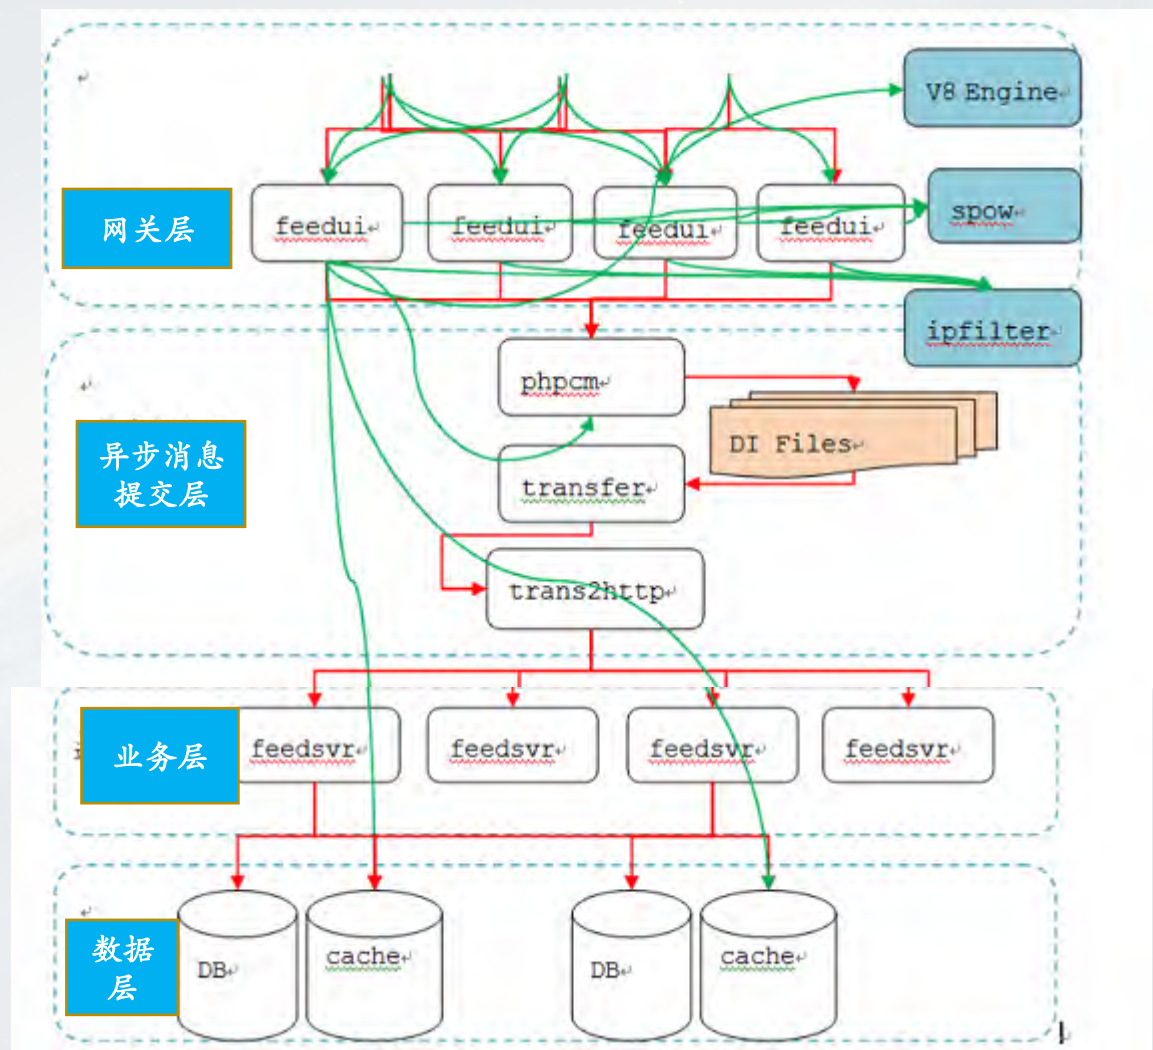 V8 Engine
网关层
feedui
feedui
feedui
feedui
spow
ipfilter
phpcm
异步消息
提交层
DI Files
transfer
trans2http
业务层
feedsvr
feedsvr
feedsvr
feedsvr
数据
层
DB
cache
DB
cache